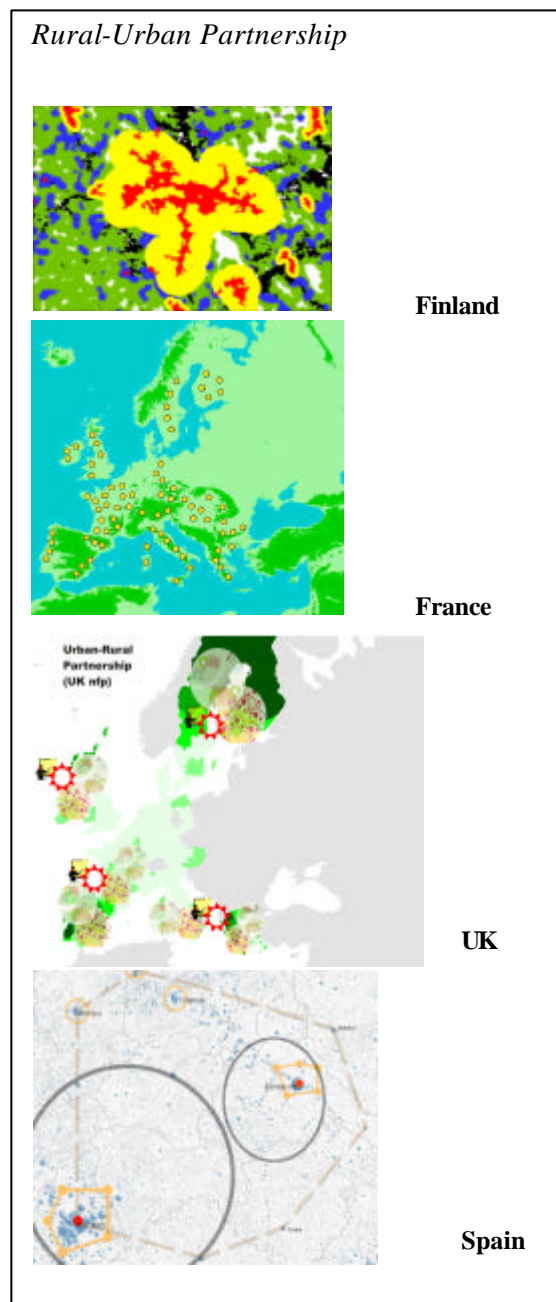 Rural-Urban Partnership
Finland
France
Urban-Rural
Partnership
(UK nfp)
UK
Spain